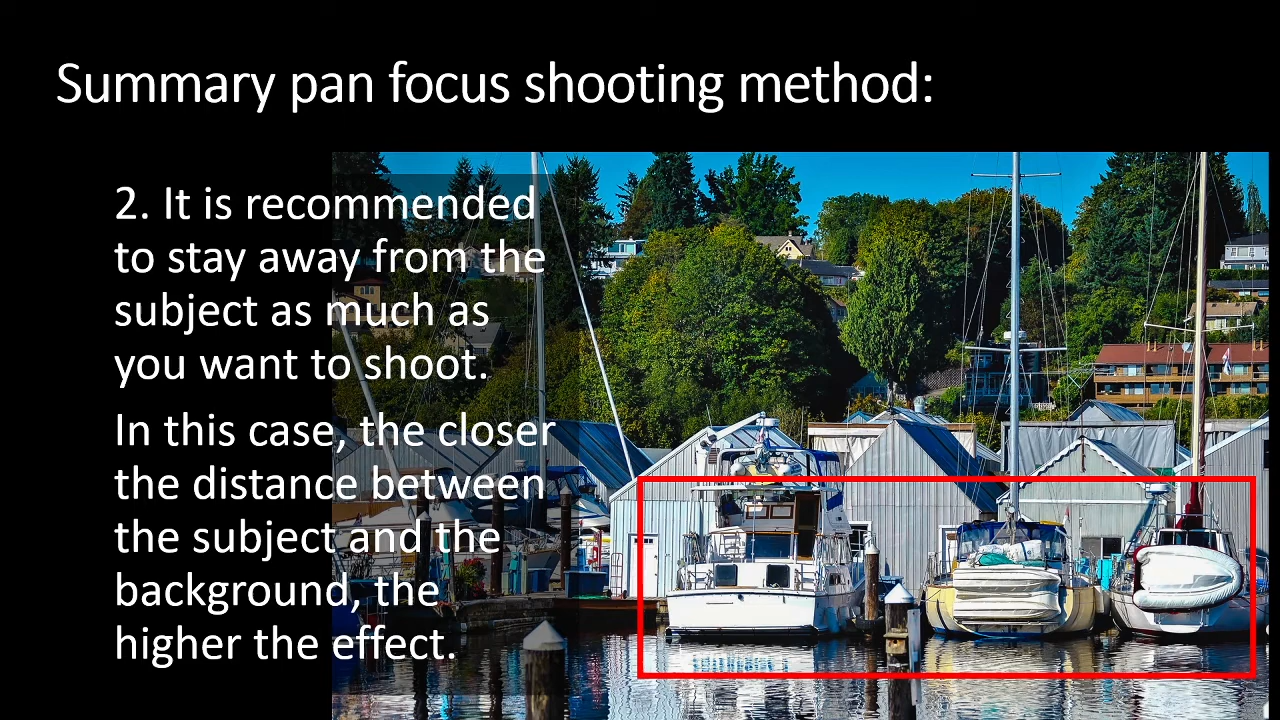 Summary pan focus shooting method:
2. It is recommended
to stay away from the
subject as much as
you want to shoot.
In this case, the closer
the distance between
the subject and the
background, the
higher the effect.